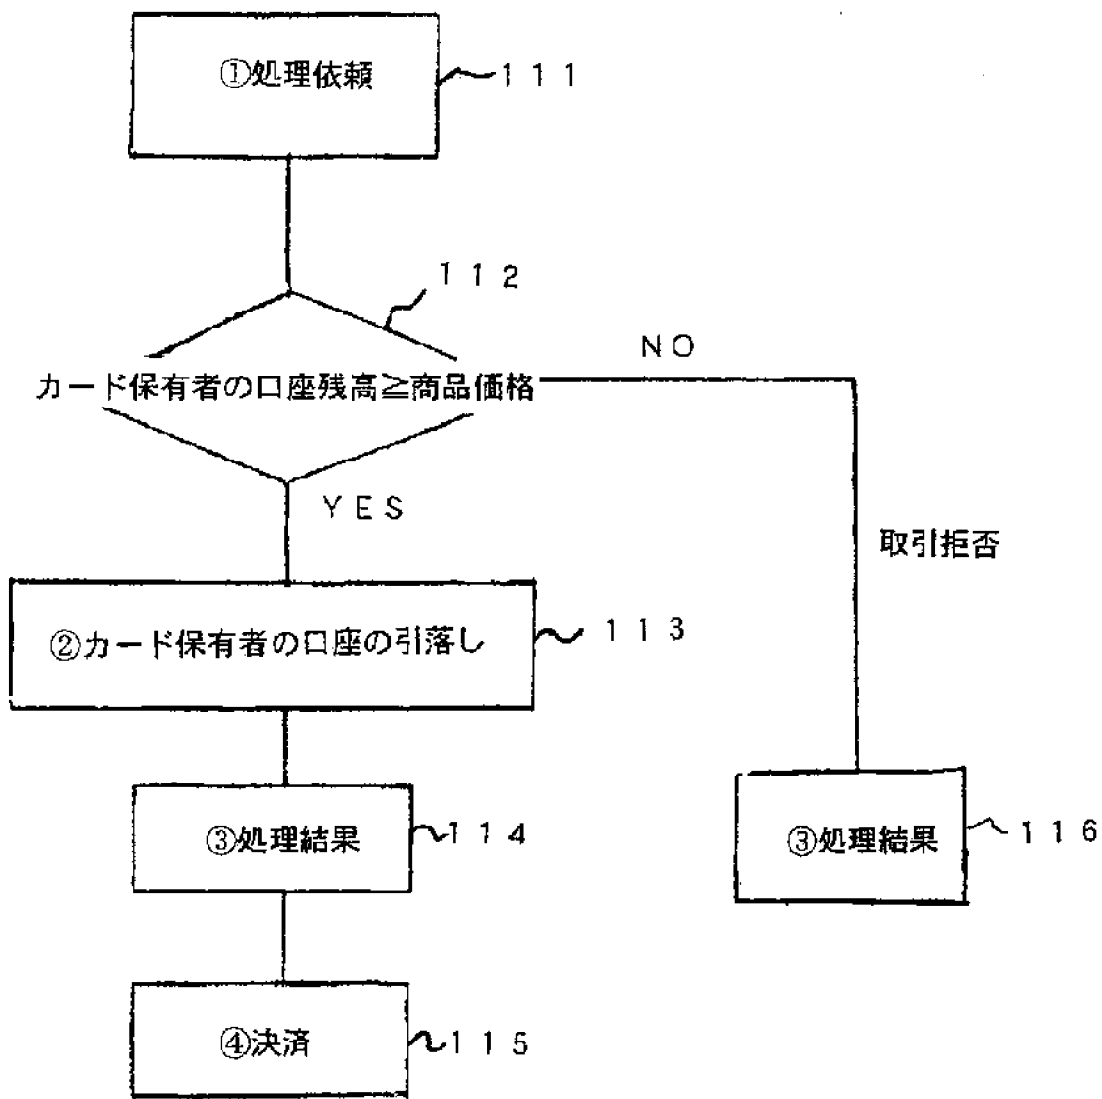 ①処理依頼
111
112
カード保有者の口座残高≧商品価格
NO
YES
取引拒否
②カード保有者の口座の引落し
113
③処理結果
114
③処理結果
116
④決済
115